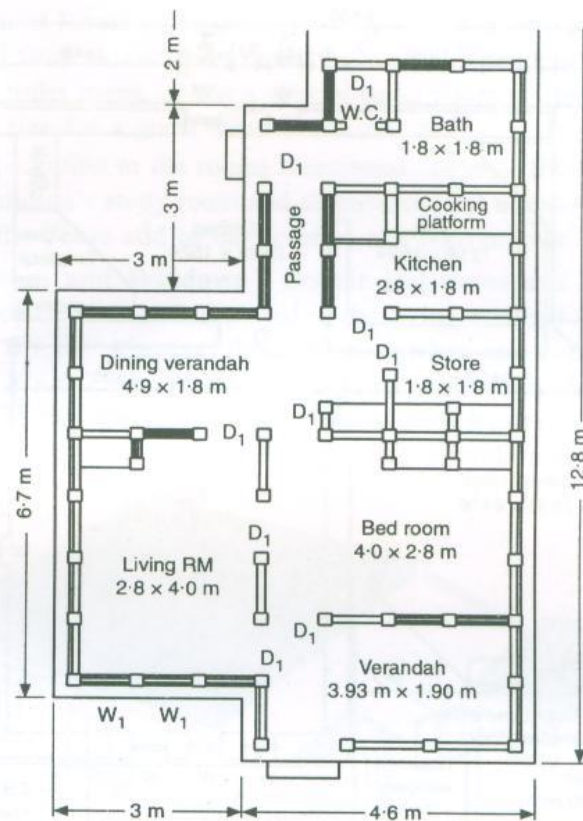 2 m
D1
W.C.
Bath
1·8 × 1·8 m
D1
3 m
Passage
Cooking
platform
3 m
Kitchen
2·8 × 1·8 m
D1
Dining verandah
4·9 × 1·8 m
D1
Store
1·8 × 1·8 m
D1
D1
6·7 m
12·8 m
Living RM
2·8 × 4·0 m
D1
Bed room
4·0 × 2·8 m
D1
D1
Verandah
3.93 m × 1.90 m
W1 W1
3 m
4·6 m